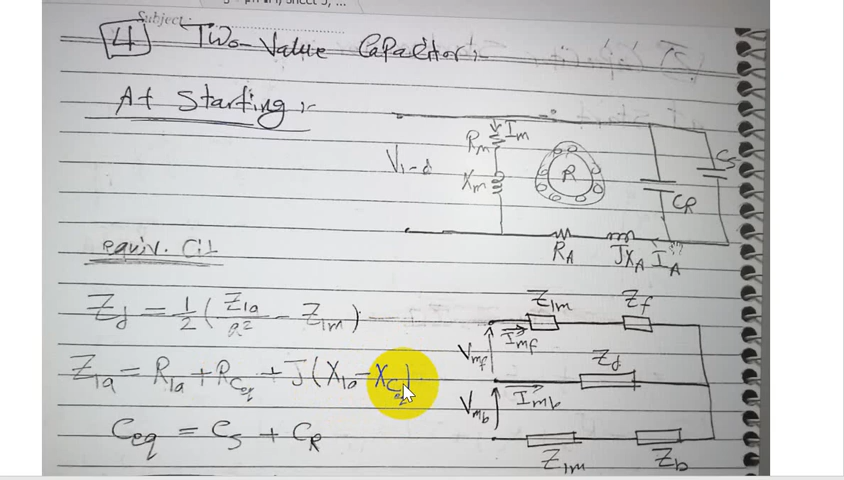 Subject
4 Two-Value Capacitor:-
At Starting :-
Im
Rm
V1-ϕ
Xm
R
CR
CS
RA
JXA
IA
equiv. Cit
Zd = 1/2 ( Z1a/a² - Z1m )
Z1m
Zf
Vmf
Imf
Z1a = R1a + RCeq + J(X1a - XCeq)
Zd
Vmb
Imb
Ceq = CS + CR
Z1m
Zb